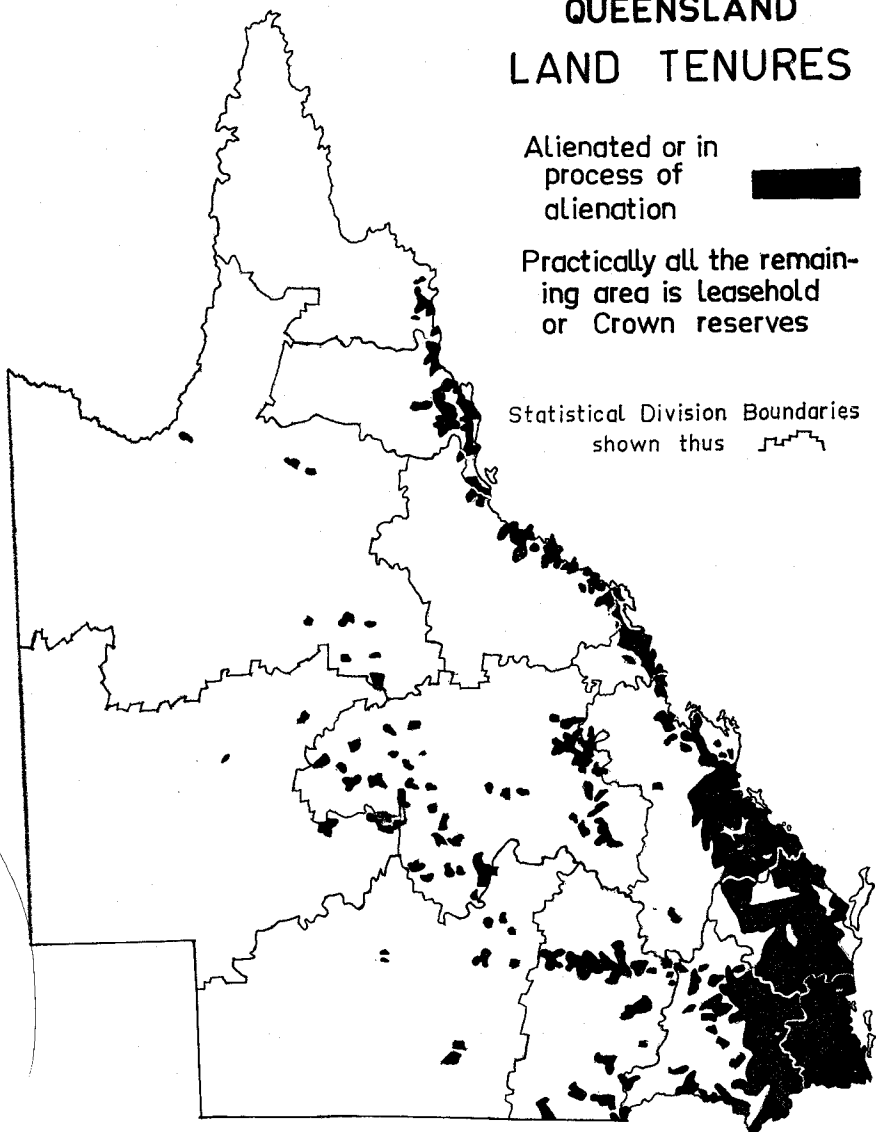 QUEENSLAND
LAND TENURES
Alienated or in
process of
alienation
Practically all the remain-
ing area is leasehold
or Crown reserves
Statistical Division Boundaries
shown thus